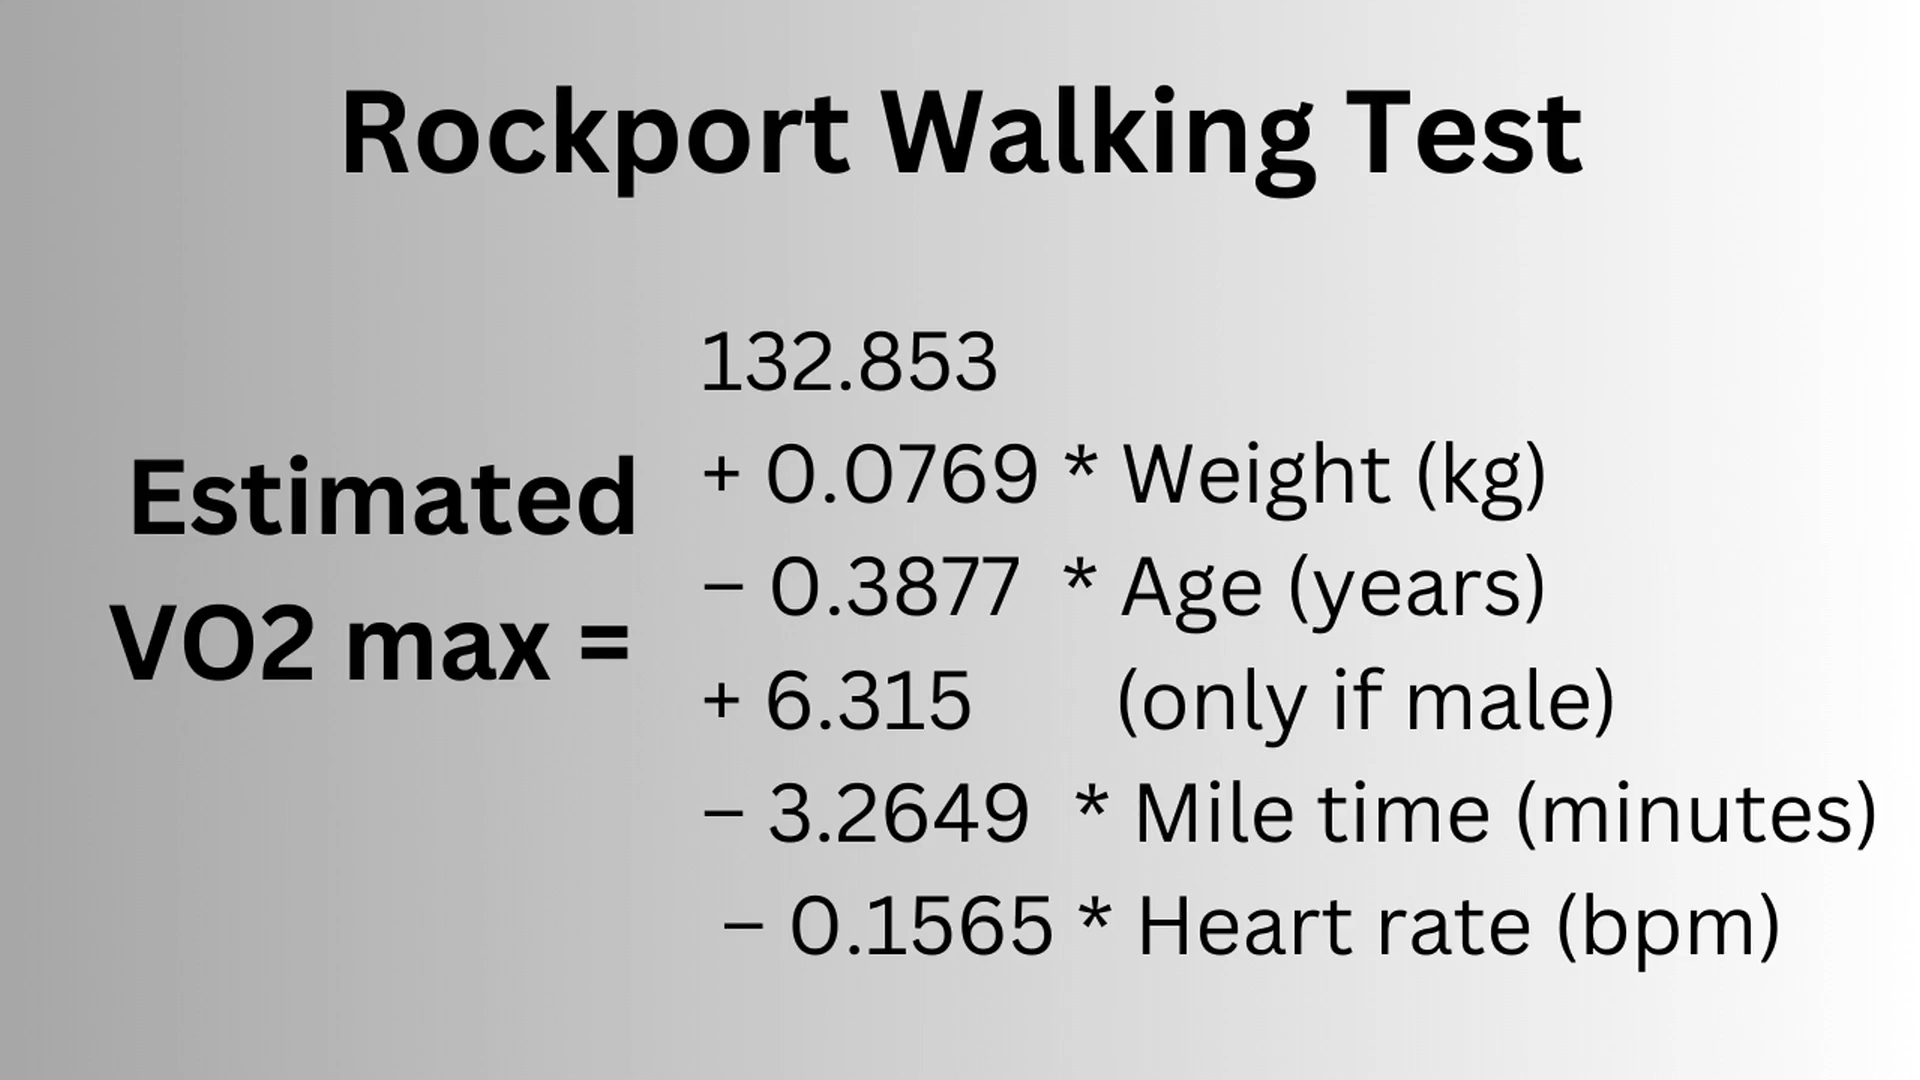 Rockport Walking Test
Estimated
VO2 max =
132.853
+ 0.0769 * Weight (kg)
– 0.3877 * Age (years)
+ 6.315 (only if male)
– 3.2649 * Mile time (minutes)
– 0.1565 * Heart rate (bpm)